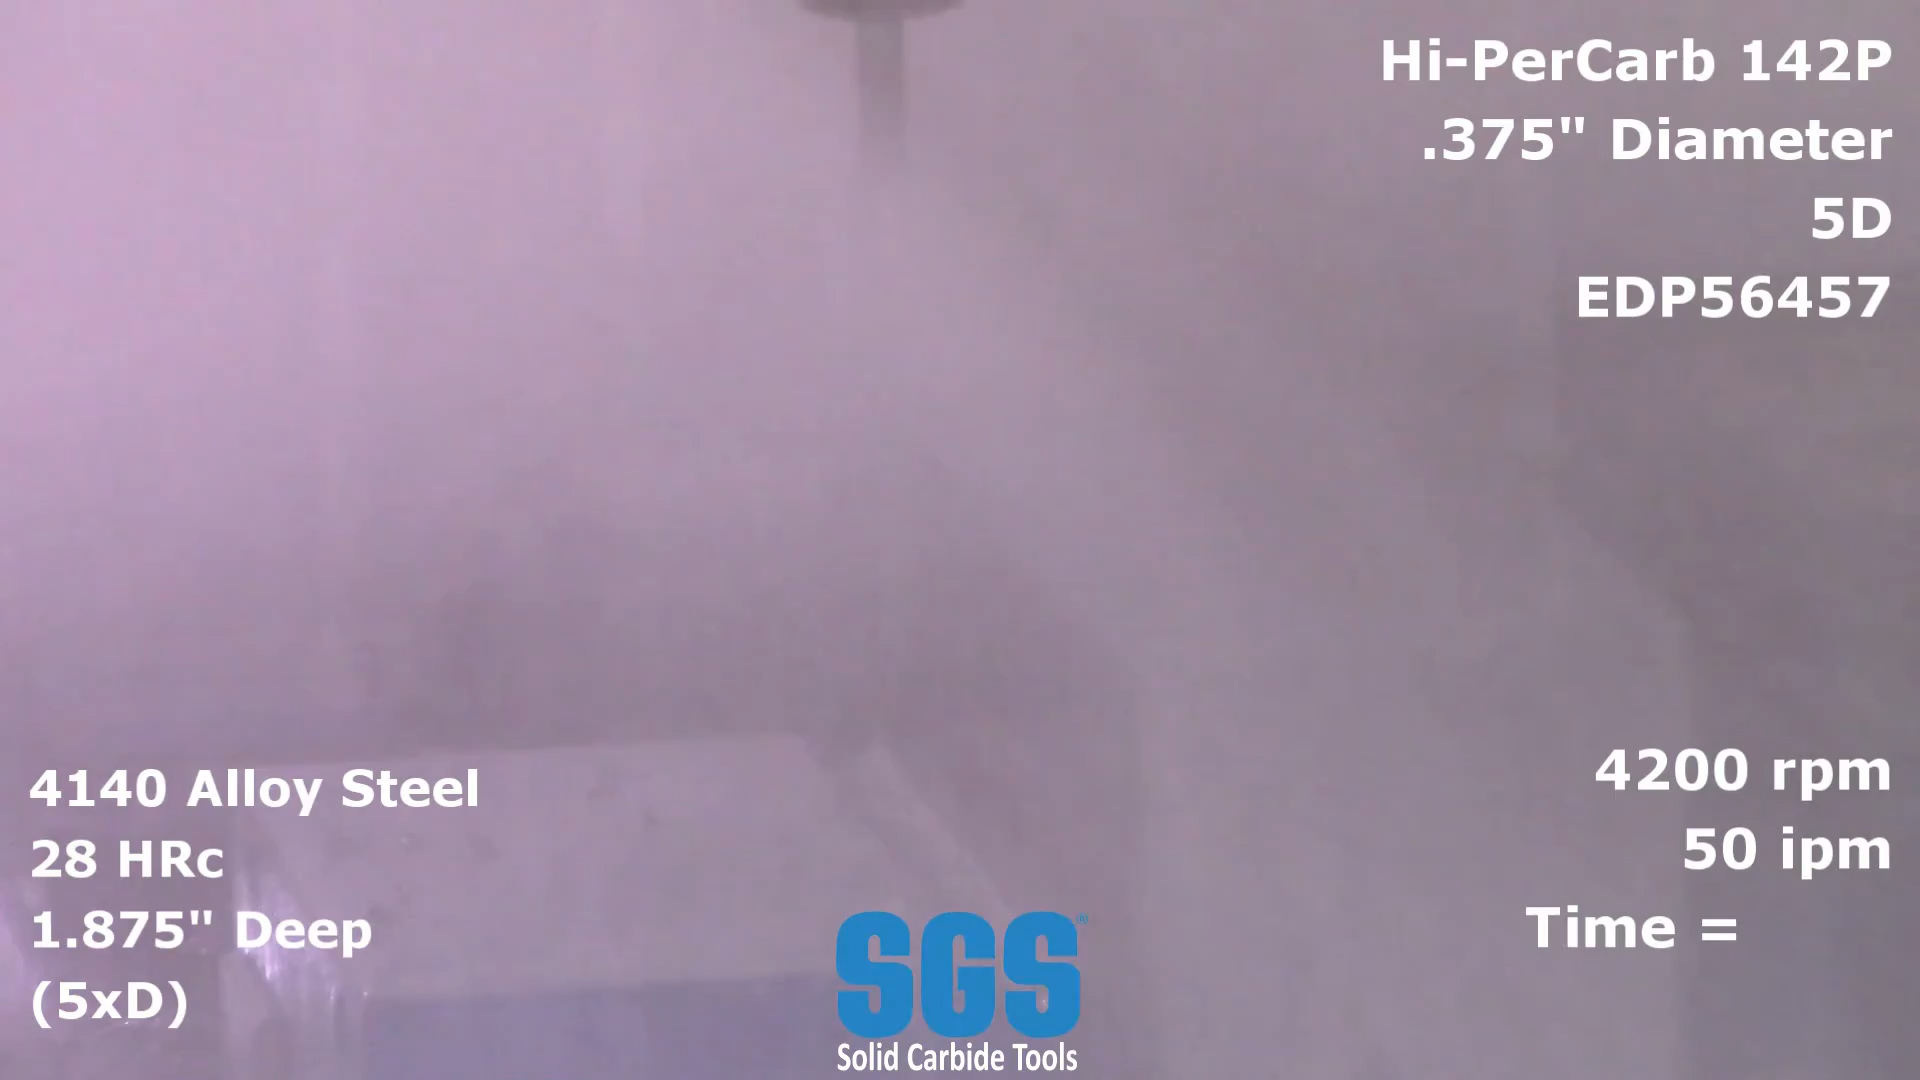 Hi-PerCarb 142P
.375" Diameter
5D
EDP56457
4140 Alloy Steel
28 HRc
1.875" Deep
(5xD)
4200 rpm
50 ipm
Time =
SGS®
Solid Carbide Tools